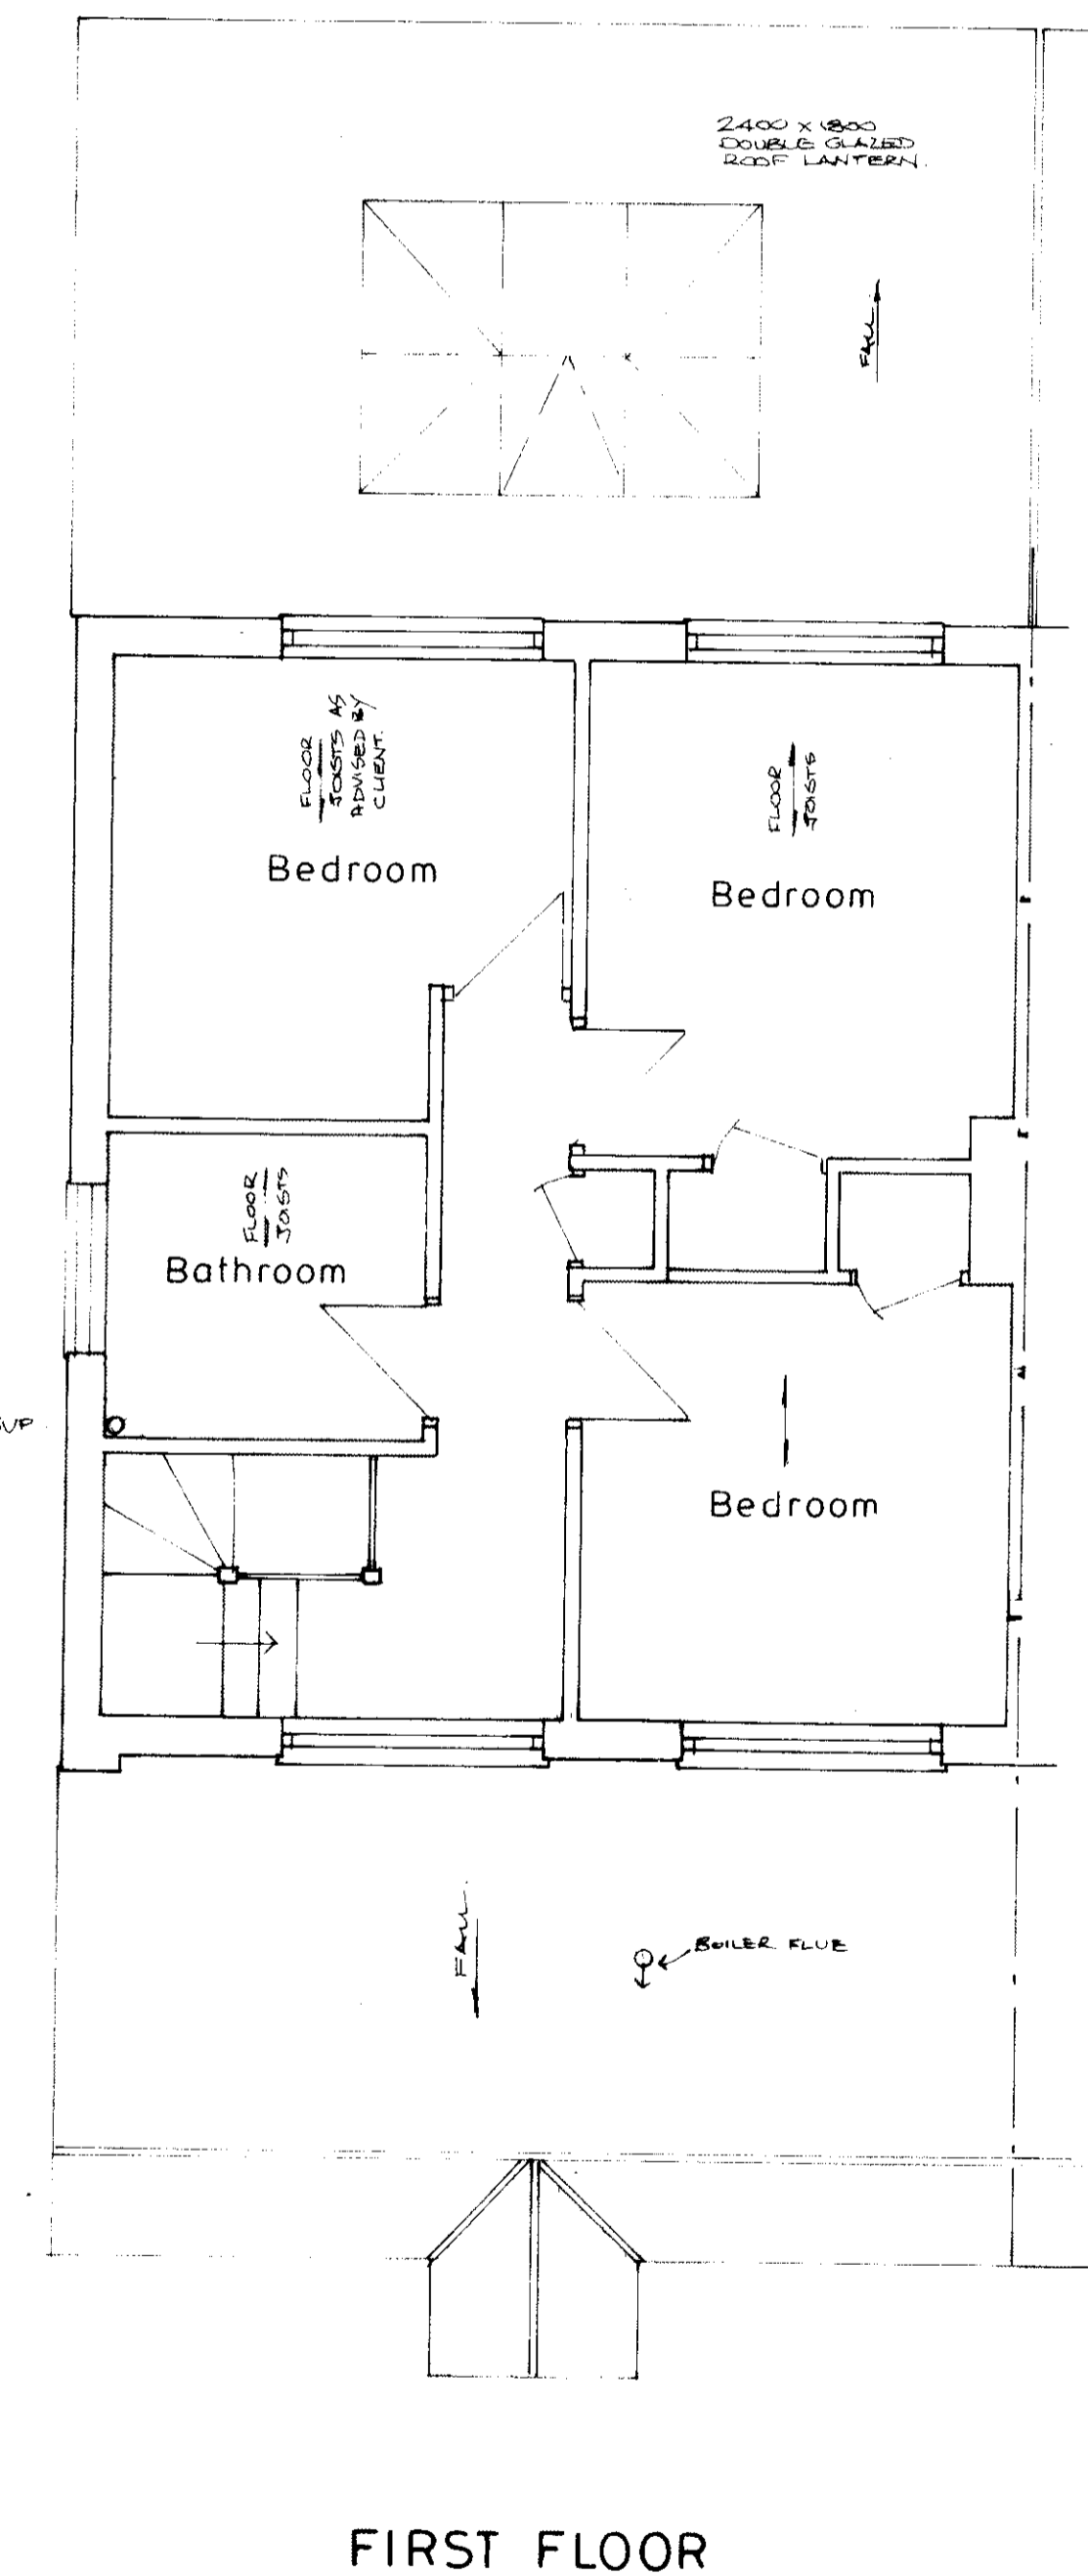 2400 x 1800
DOUBLE GLAZED
ROOF LANTERN.
FALL
FLOOR
JOISTS AS
ADVISED BY
CLIENT.
Bedroom
FLOOR
JOISTS
Bedroom
FLOOR
JOISTS
Bathroom
Bedroom
FALL.
BOILER FLUE
FIRST FLOOR